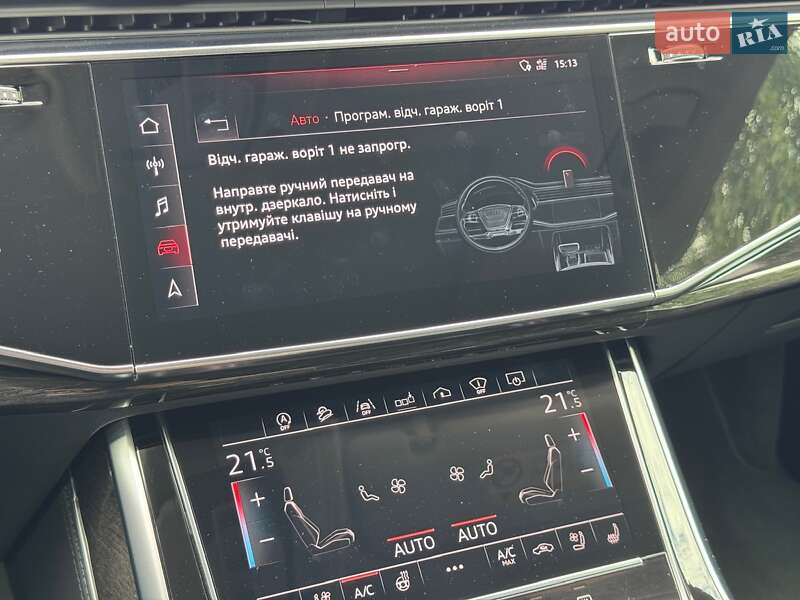 auto RIA .com
15:13
Авто · Програм. відч. гараж. воріт 1
Відч. гараж. воріт 1 не запрогр.
Направте ручний передавач на
внутр. дзеркало. Натисніть і
утримуйте клавішу на ручному
передавачі.
A OFF OFF OFF
21.5 °C
21.5 °C
+ +
- -
AUTO AUTO
A/C ... A/C MAX